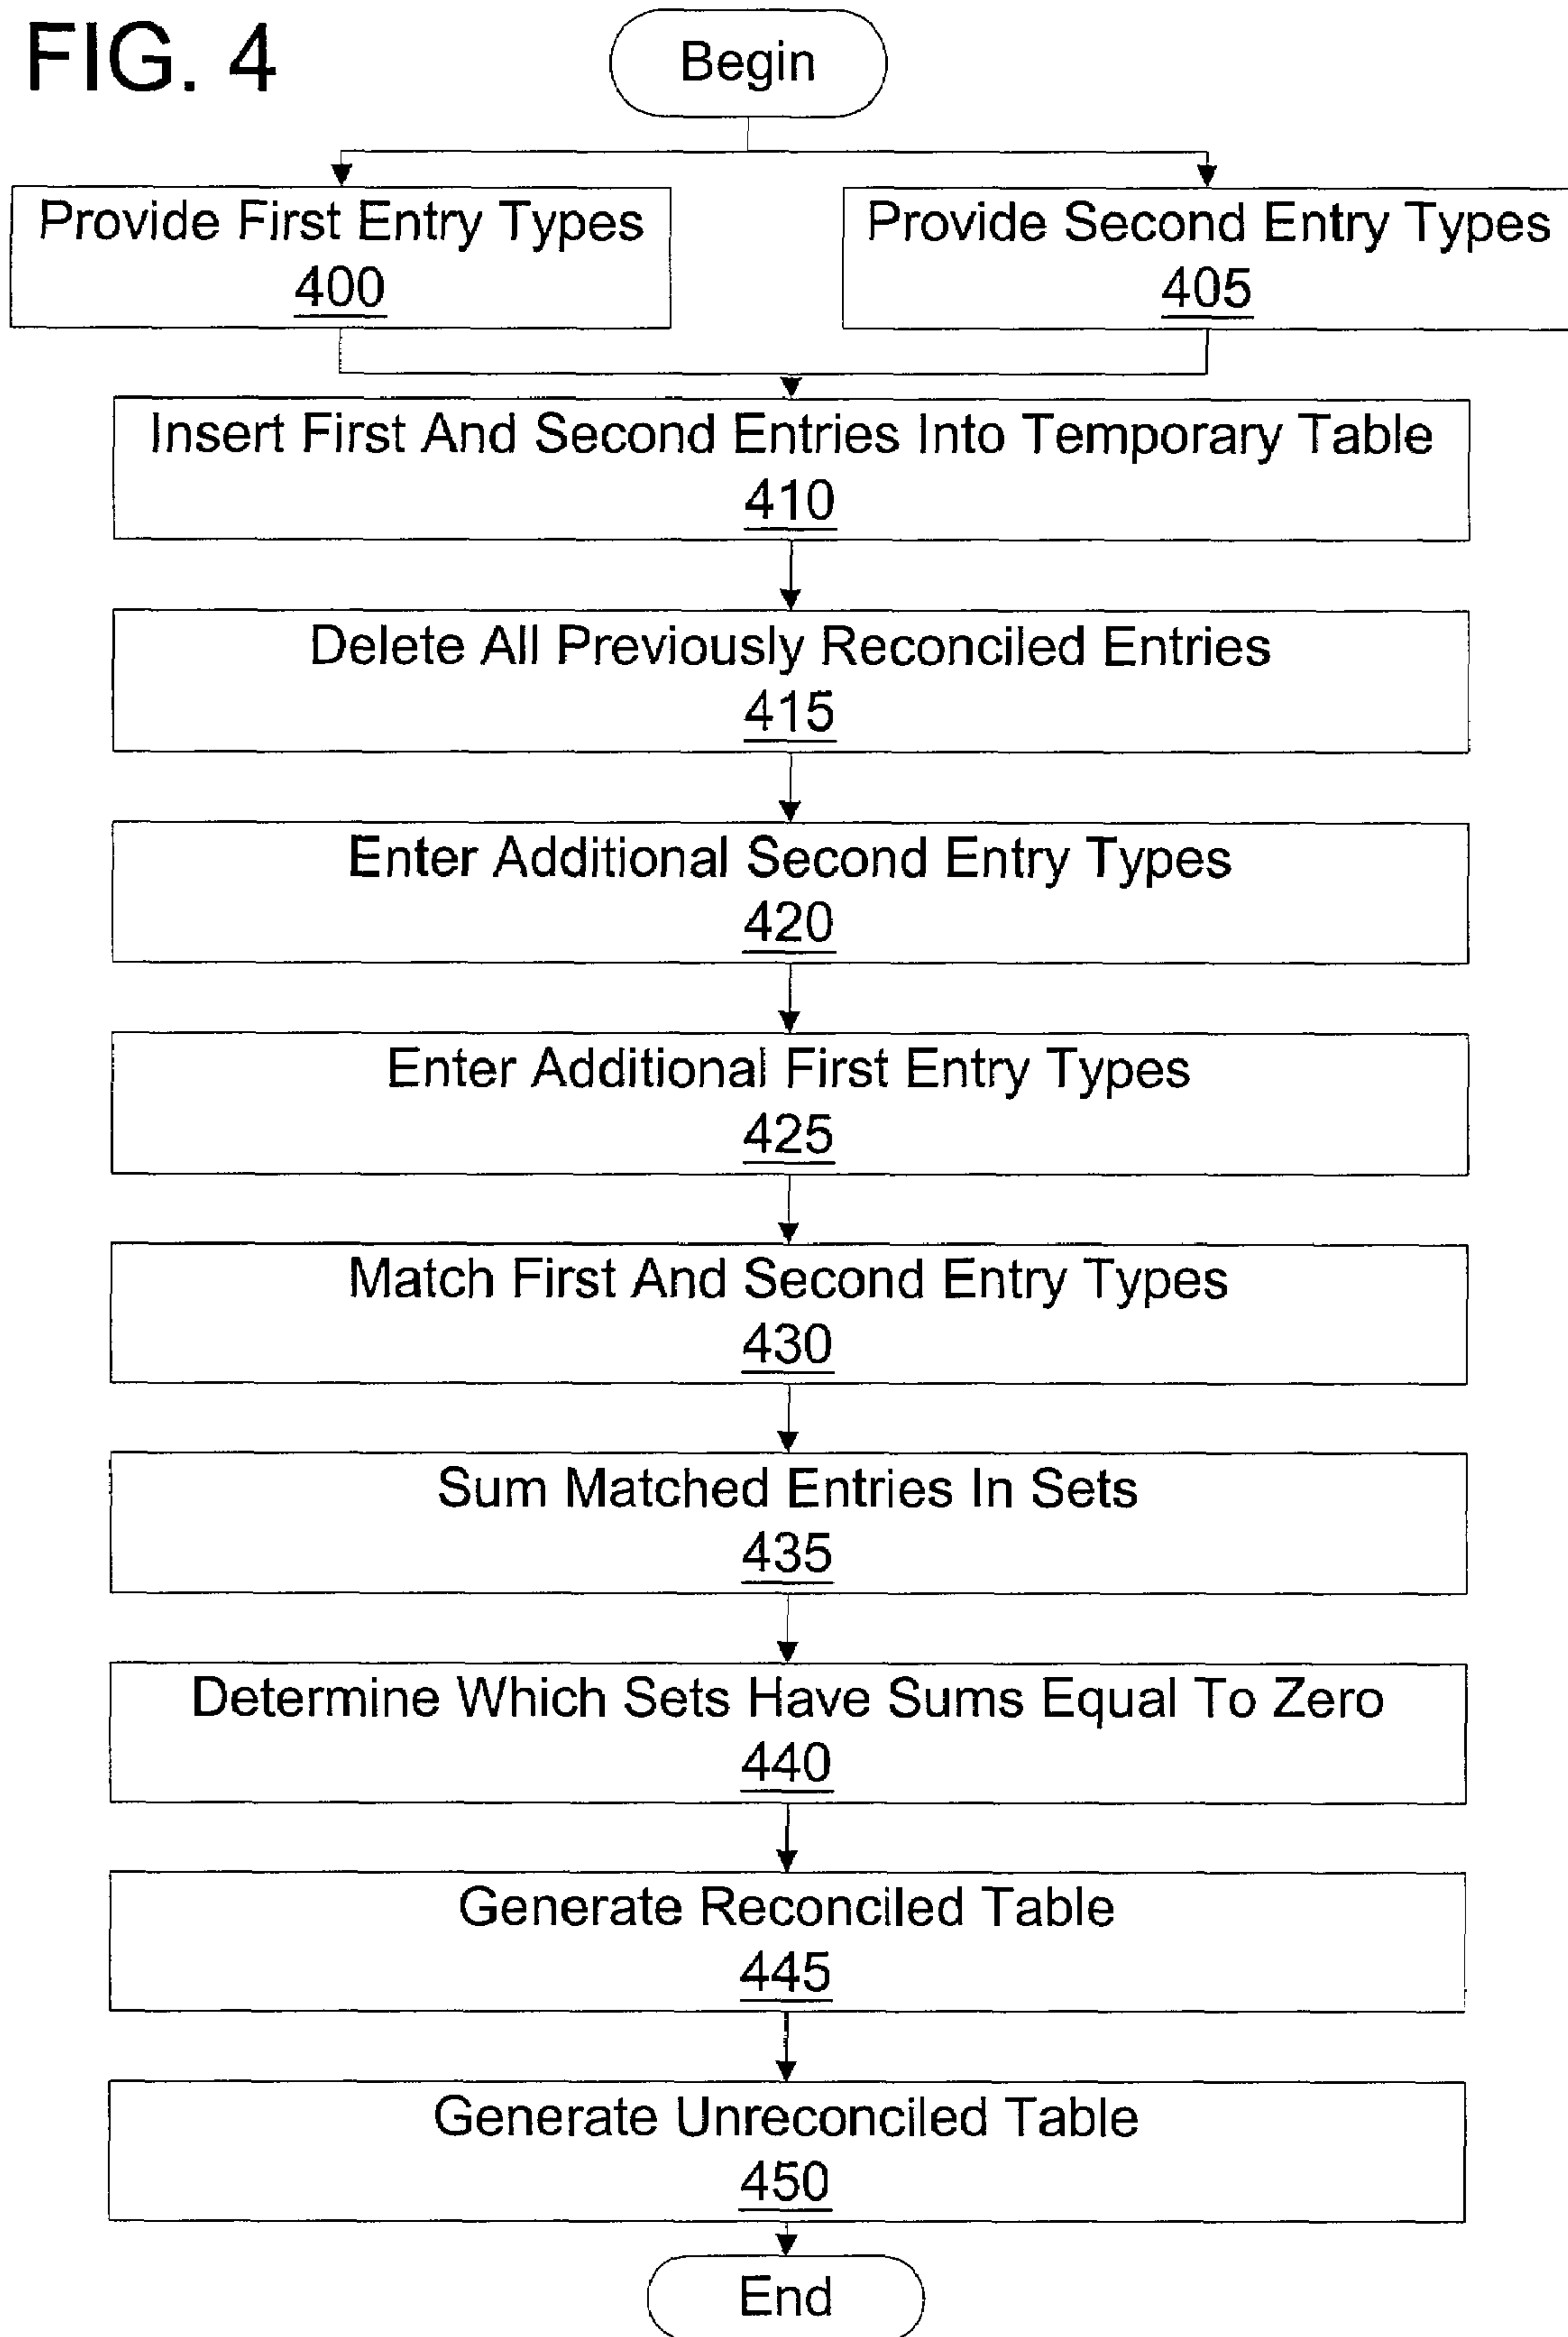 FIG. 4
Begin
Provide First Entry Types
400
Provide Second Entry Types
405
Insert First And Second Entries Into Temporary Table
410
Delete All Previously Reconciled Entries
415
Enter Additional Second Entry Types
420
Enter Additional First Entry Types
425
Match First And Second Entry Types
430
Sum Matched Entries In Sets
435
Determine Which Sets Have Sums Equal To Zero
440
Generate Reconciled Table
445
Generate Unreconciled Table
450
End